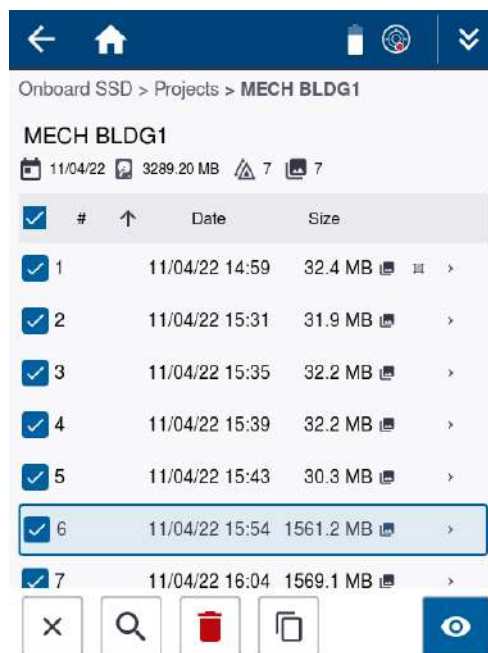 Onboard SSD > Projects > MECH BLDG1
MECH BLDG1
11/04/22 3289.20 MB 7 7
# Date Size
1 11/04/22 14:59 32.4 MB
2 11/04/22 15:31 31.9 MB
3 11/04/22 15:35 32.2 MB
4 11/04/22 15:39 32.2 MB
5 11/04/22 15:43 30.3 MB
6 11/04/22 15:54 1561.2 MB
7 11/04/22 16:04 1569.1 MB